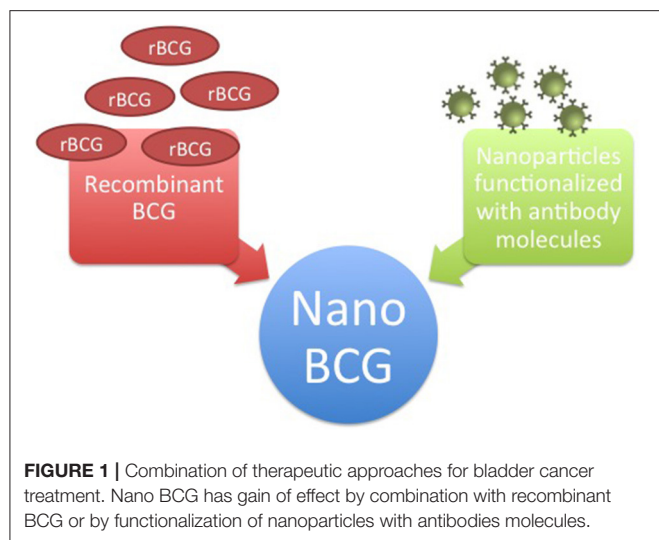 rBCG
rBCG
rBCG
rBCG
rBCG
Recombinant
BCG
Nanoparticles
functionalized
with antibody
molecules
Nano
BCG
FIGURE 1 | Combination of therapeutic approaches for bladder cancer
treatment. Nano BCG has gain of effect by combination with recombinant
BCG or by functionalization of nanoparticles with antibodies molecules.